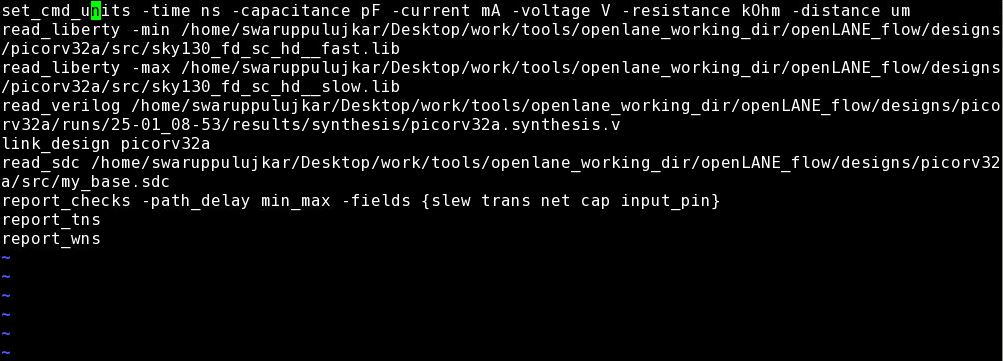 set_cmd_units -time ns -capacitance pF -current mA -voltage V -resistance kOhm -distance um
read_liberty -min /home/swaruppulujkar/Desktop/work/tools/openlane_working_dir/openLANE_flow/designs
/picorv32a/src/sky130_fd_sc_hd__fast.lib
read_liberty -max /home/swaruppulujkar/Desktop/work/tools/openlane_working_dir/openLANE_flow/designs
/picorv32a/src/sky130_fd_sc_hd__slow.lib
read_verilog /home/swaruppulujkar/Desktop/work/tools/openlane_working_dir/openLANE_flow/designs/pico
rv32a/runs/25-01_08-53/results/synthesis/picorv32a.synthesis.v
link_design picorv32a
read_sdc /home/swaruppulujkar/Desktop/work/tools/openlane_working_dir/openLANE_flow/designs/picorv32
a/src/my_base.sdc
report_checks -path_delay min_max -fields {slew trans net cap input_pin}
report_tns
report_wns
~
~
~
~
~
~